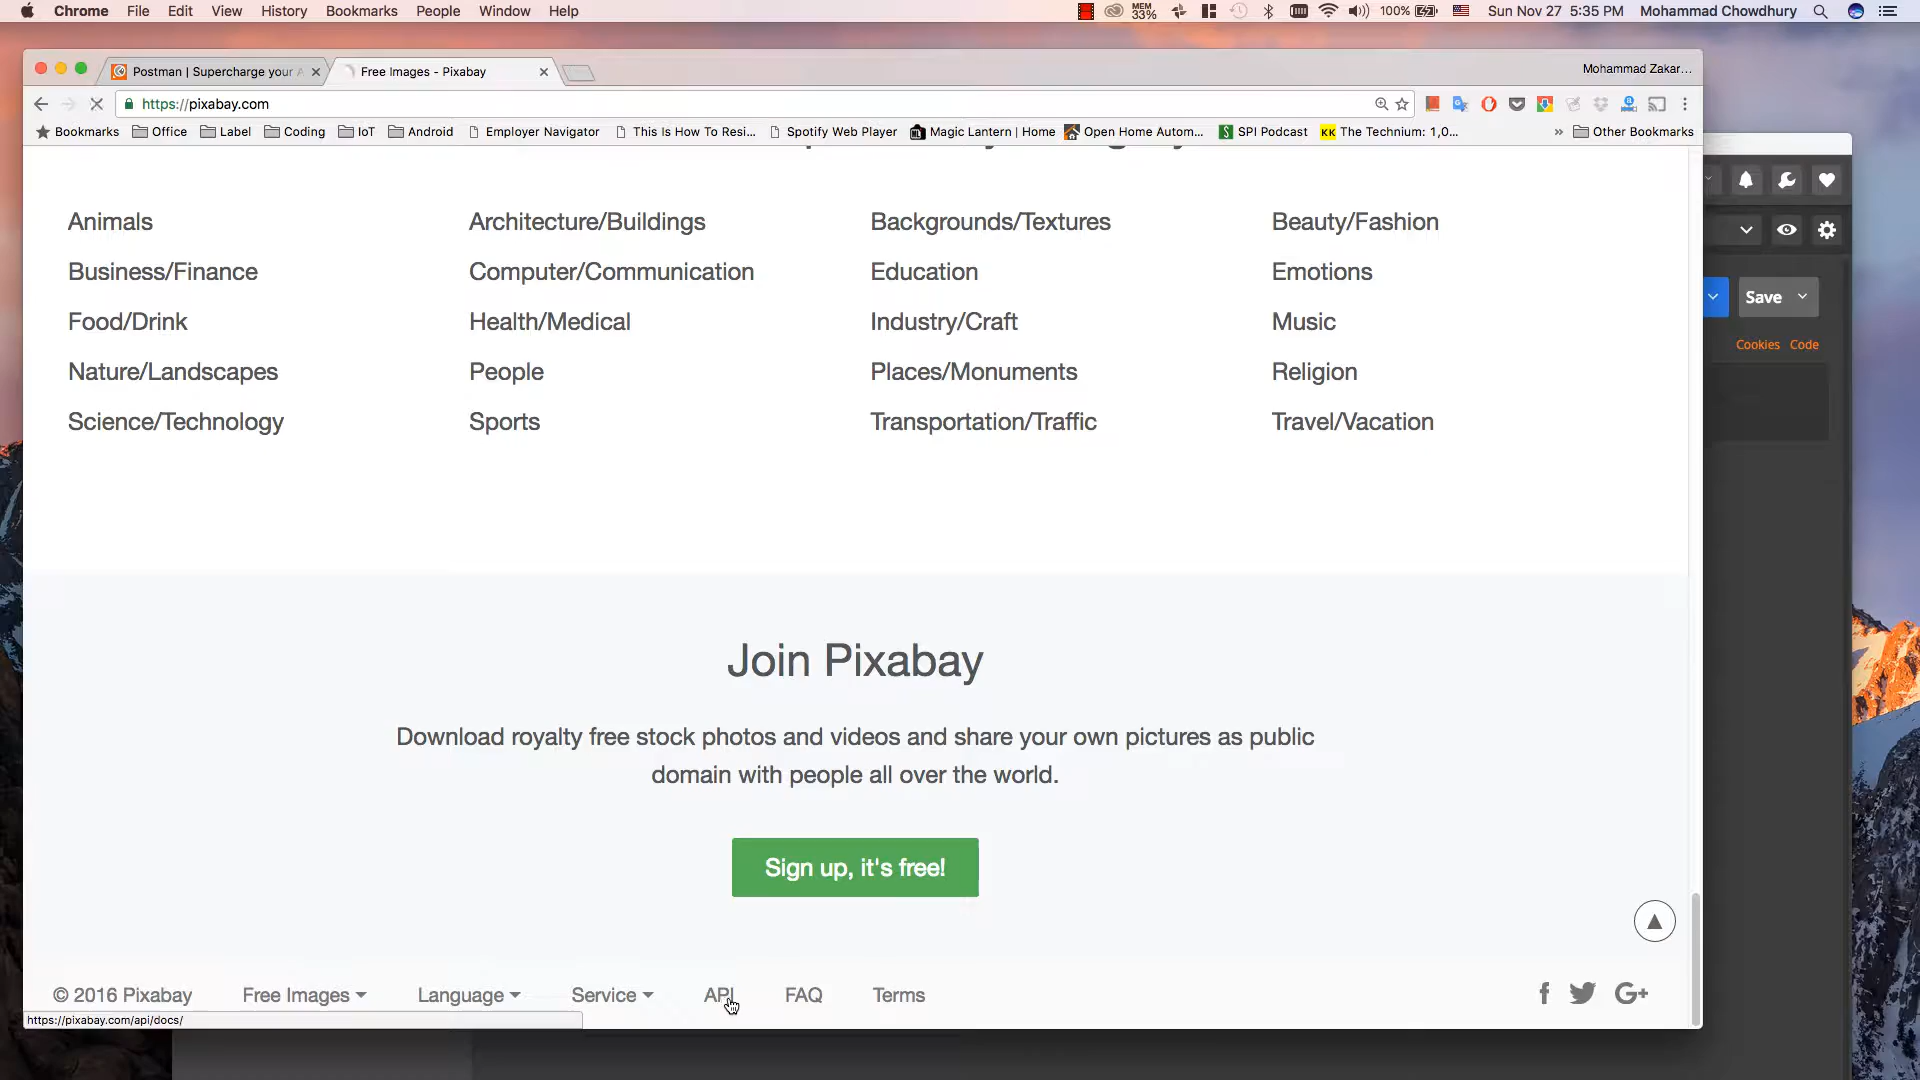 Chrome File Edit View History Bookmarks People Window Help MEM 33% 100% Sun Nov 27 5:35 PM Mohammad Chowdhury
Postman | Supercharge your A Free Images - Pixabay Mohammad Zakar...
https://pixabay.com
Bookmarks Office Label Coding IoT Android Employer Navigator This Is How To Resi... Spotify Web Player Magic Lantern | Home Open Home Autom... SPI Podcast KK The Technium: 1,0... » Other Bookmarks
Animals Architecture/Buildings Backgrounds/Textures Beauty/Fashion
Business/Finance Computer/Communication Education Emotions
Save
Food/Drink Health/Medical Industry/Craft Music
Cookies Code
Nature/Landscapes People Places/Monuments Religion
Science/Technology Sports Transportation/Traffic Travel/Vacation
Join Pixabay
Download royalty free stock photos and videos and share your own pictures as public
domain with people all over the world.
Sign up, it's free!
© 2016 Pixabay Free Images Language Service API FAQ Terms
https://pixabay.com/api/docs/